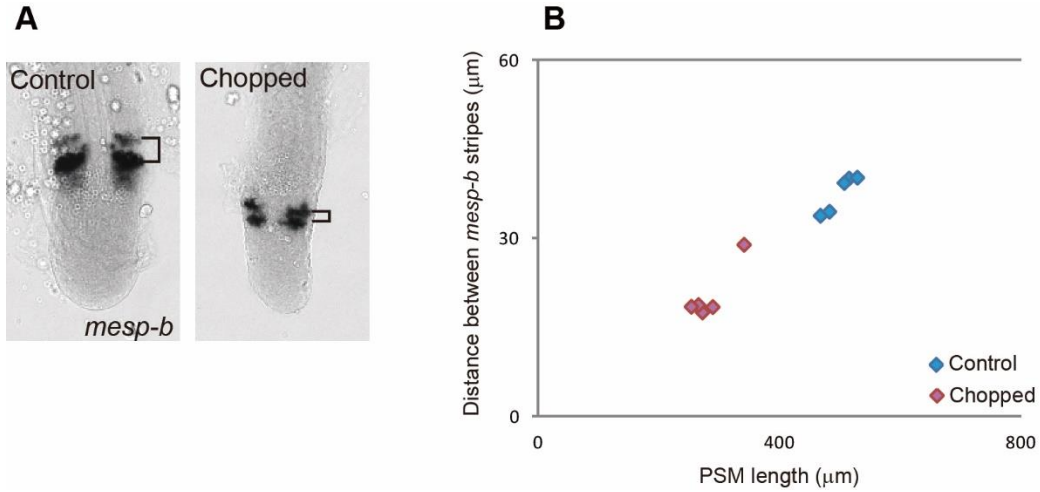 A
Control
Chopped
mesp-b
B
Distance between mesp-b stripes (μm)
60
30
0
0
400
800
PSM length (μm)
Control
Chopped